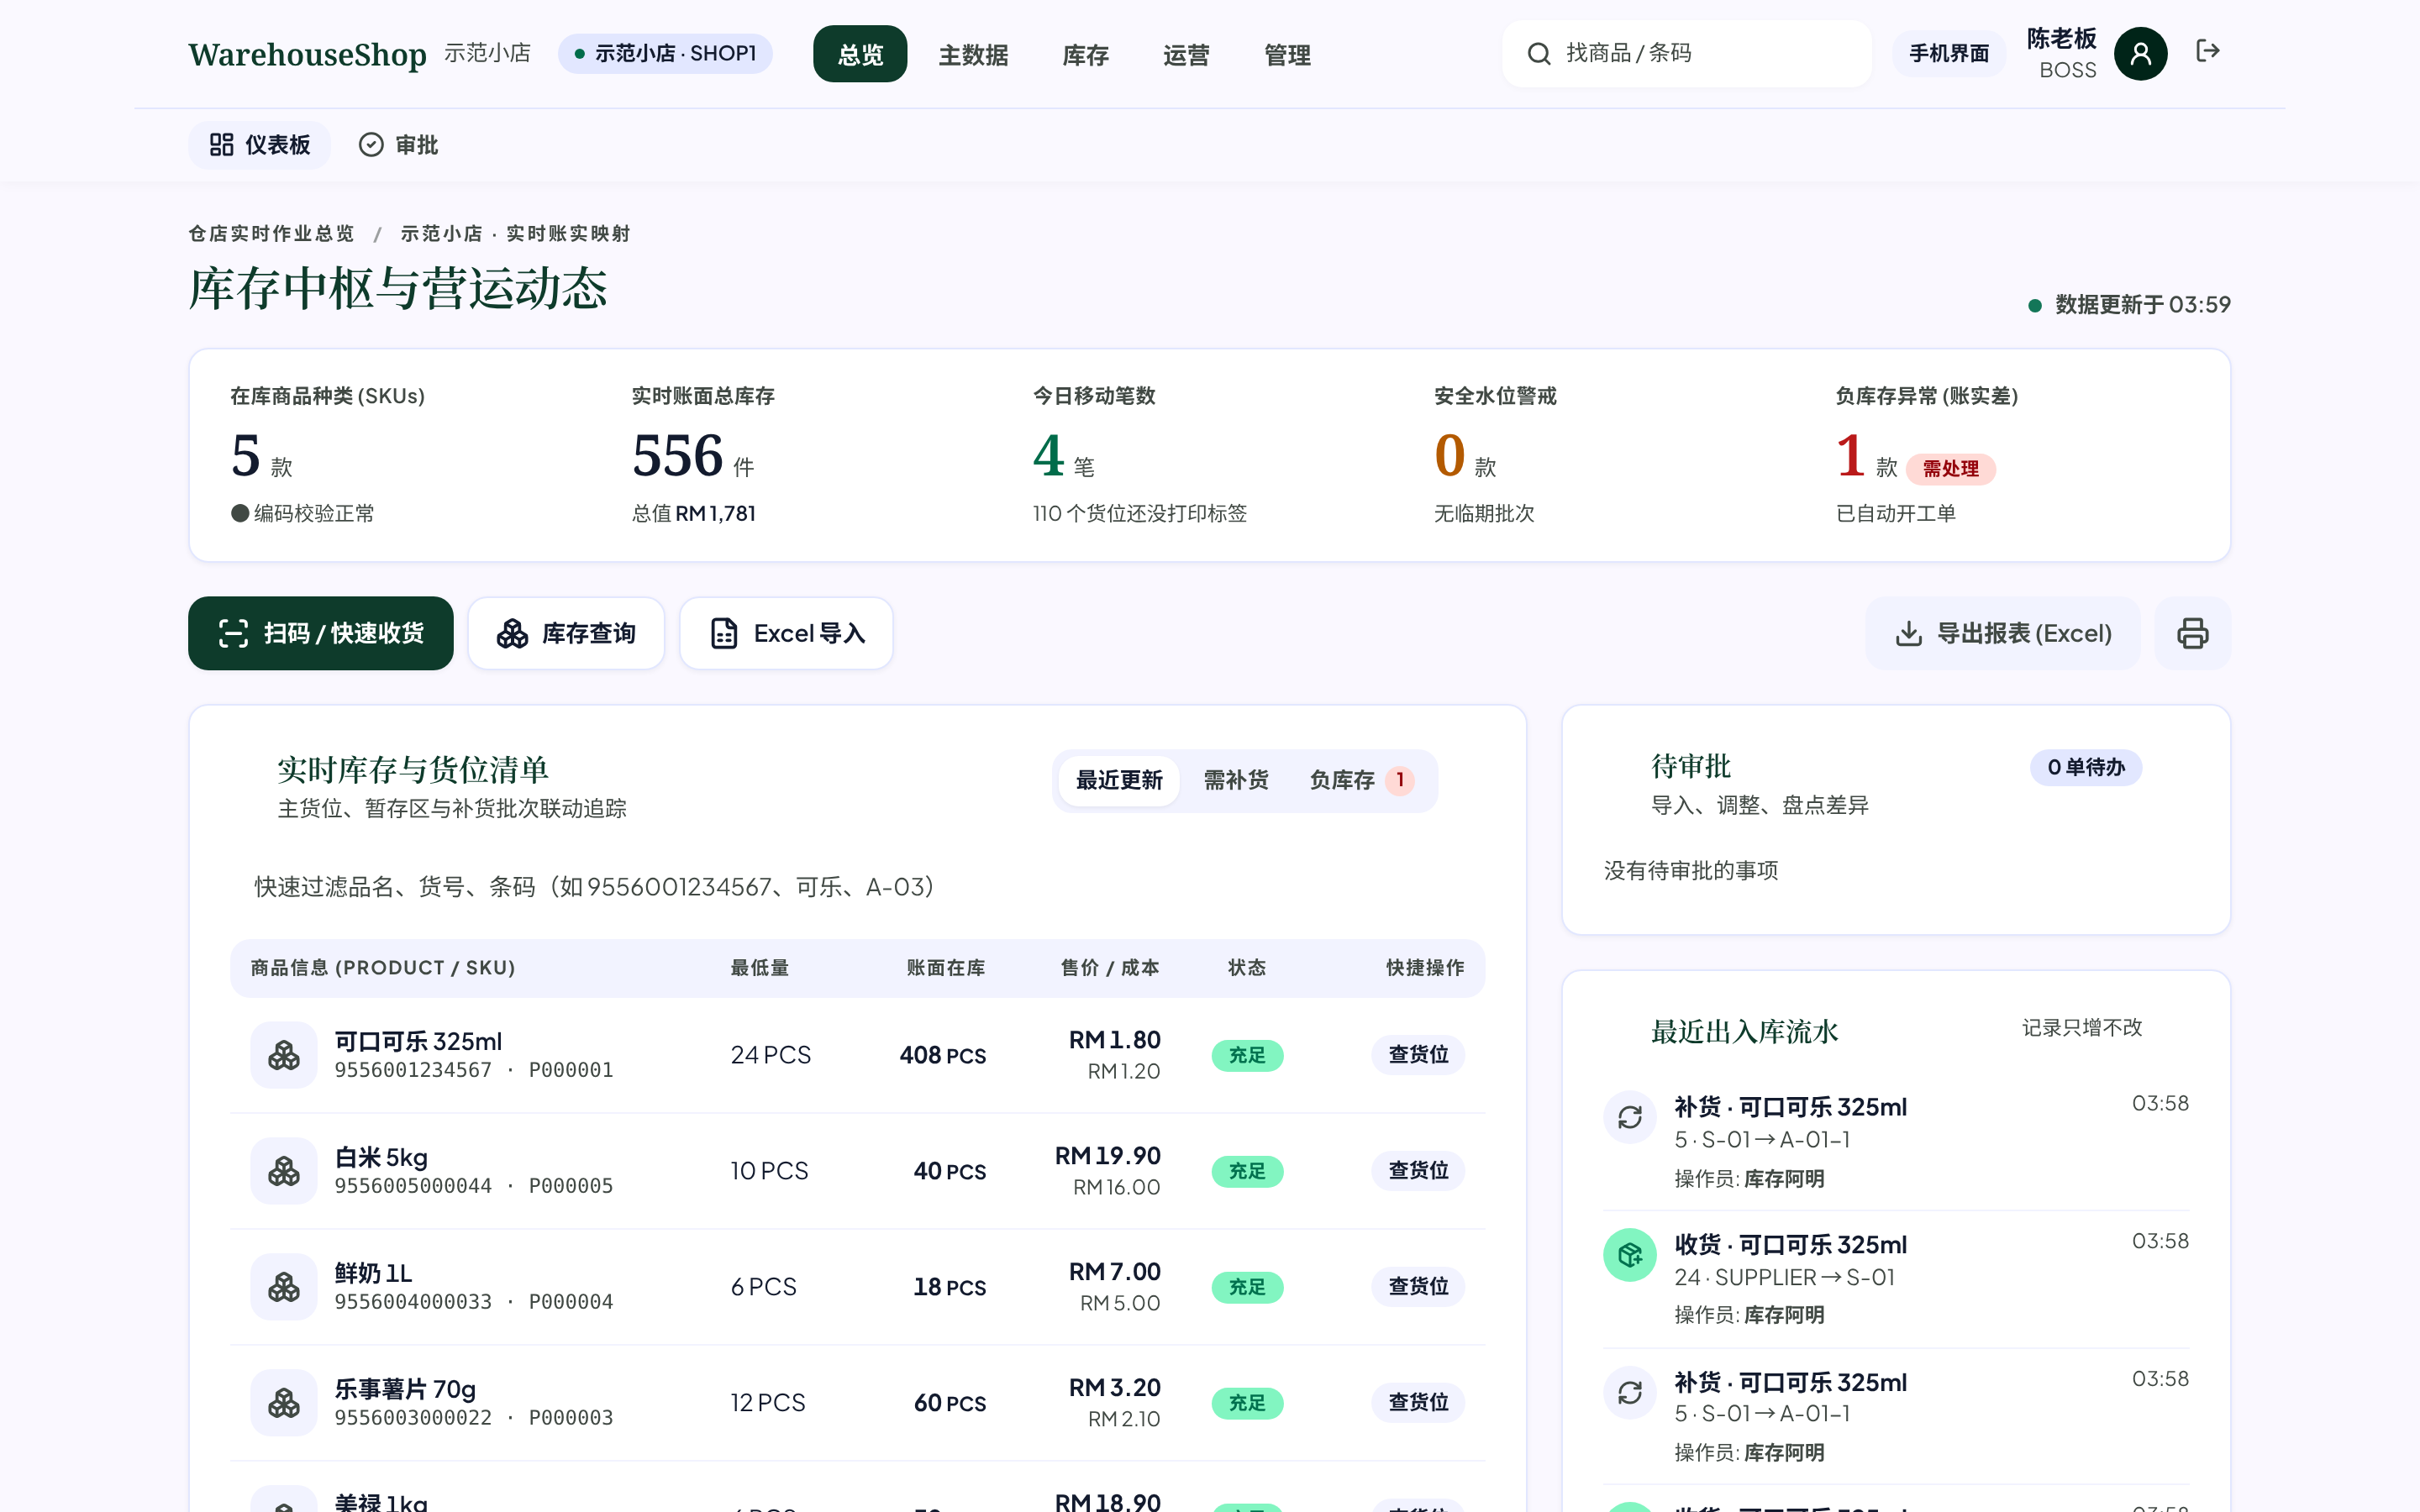 WarehouseShop 示范小店 示范小店 · SHOP1 总览 主数据 库存 运营 管理 找商品 / 条码 手机界面 陈老板
BOSS
仪表板 审批
仓店实时作业总览 / 示范小店 · 实时账实映射
库存中枢与营运动态
数据更新于 03:59
在库商品种类 (SKUs) 实时账面总库存 今日移动笔数 安全水位警戒 负库存异常 (账实差)
5 款 556 件 4 笔 0 款 1 款 需处理
编码校验正常 总值 RM 1,781 110 个货位还没打印标签 无临期批次 已自动开工单
扫码 / 快速收货 库存查询 Excel 导入 导出报表 (Excel)
实时库存与货位清单
主货位、暂存区与补货批次联动追踪
最近更新 需补货 负库存 1
快速过滤品名、货号、条码（如 9556001234567、可乐、A-03）
商品信息 (PRODUCT / SKU) 最低量 账面在库 售价 / 成本 状态 快捷操作
可口可乐 325ml 24 PCS 408 PCS RM 1.80 充足 查货位
9556001234567 · P000001 RM 1.20
白米 5kg 10 PCS 40 PCS RM 19.90 充足 查货位
9556005000044 · P000005 RM 16.00
鲜奶 1L 6 PCS 18 PCS RM 7.00 充足 查货位
9556004000033 · P000004 RM 5.00
乐事薯片 70g 12 PCS 60 PCS RM 3.20 充足 查货位
9556003000022 · P000003 RM 2.10
美禄 1kg RM 18.90
待审批 0 单待办
导入、调整、盘点差异
没有待审批的事项
最近出入库流水 记录只增不改
补货 · 可口可乐 325ml 03:58
5 · S-01 → A-01-1
操作员: 库存阿明
收货 · 可口可乐 325ml 03:58
24 · SUPPLIER → S-01
操作员: 库存阿明
补货 · 可口可乐 325ml 03:58
5 · S-01 → A-01-1
操作员: 库存阿明